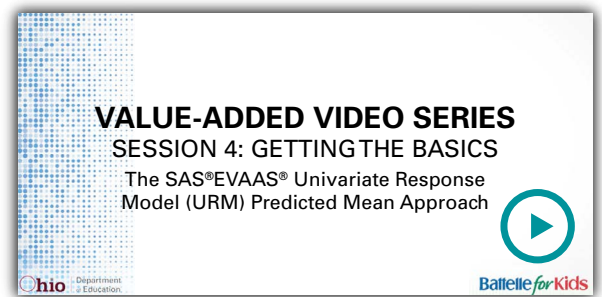 VALUE-ADDED VIDEO SERIES
SESSION 4: GETTING THE BASICS
The SAS®EVAAS® Univariate Response
Model (URM) Predicted Mean Approach
Ohio Department of Education
Battelle for Kids